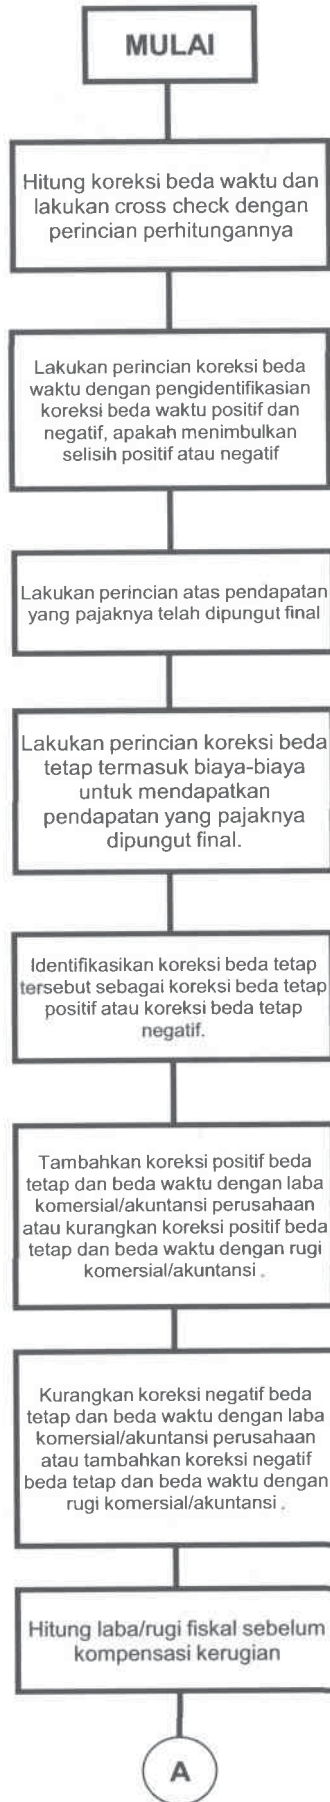 MULAI
Hitung koreksi beda waktu dan
lakukan cross check dengan
perincian perhitungannya
Lakukan perincian koreksi beda
waktu dengan pengidentifikasian
koreksi beda waktu positif dan
negatif, apakah menimbulkan
selisih positif atau negatif
Lakukan perincian atas pendapatan
yang pajaknya telah dipungut final
Lakukan perincian koreksi beda
tetap termasuk biaya-biaya
untuk mendapatkan
pendapatan yang pajaknya
dipungut final.
Identifikasikan koreksi beda tetap
tersebut sebagai koreksi beda tetap
positif atau koreksi beda tetap
negatif.
Tambahkan koreksi positif beda
tetap dan beda waktu dengan laba
komersial/akuntansi perusahaan
atau kurangkan koreksi positif beda
tetap dan beda waktu dengan rugi
komersial/akuntansi .
Kurangkan koreksi negatif beda
tetap dan beda waktu dengan laba
komersial/akuntansi perusahaan
atau tambahkan koreksi negatif
beda tetap dan beda waktu dengan
rugi komersial/akuntansi .
Hitung laba/rugi fiskal sebelum
kompensasi kerugian
A